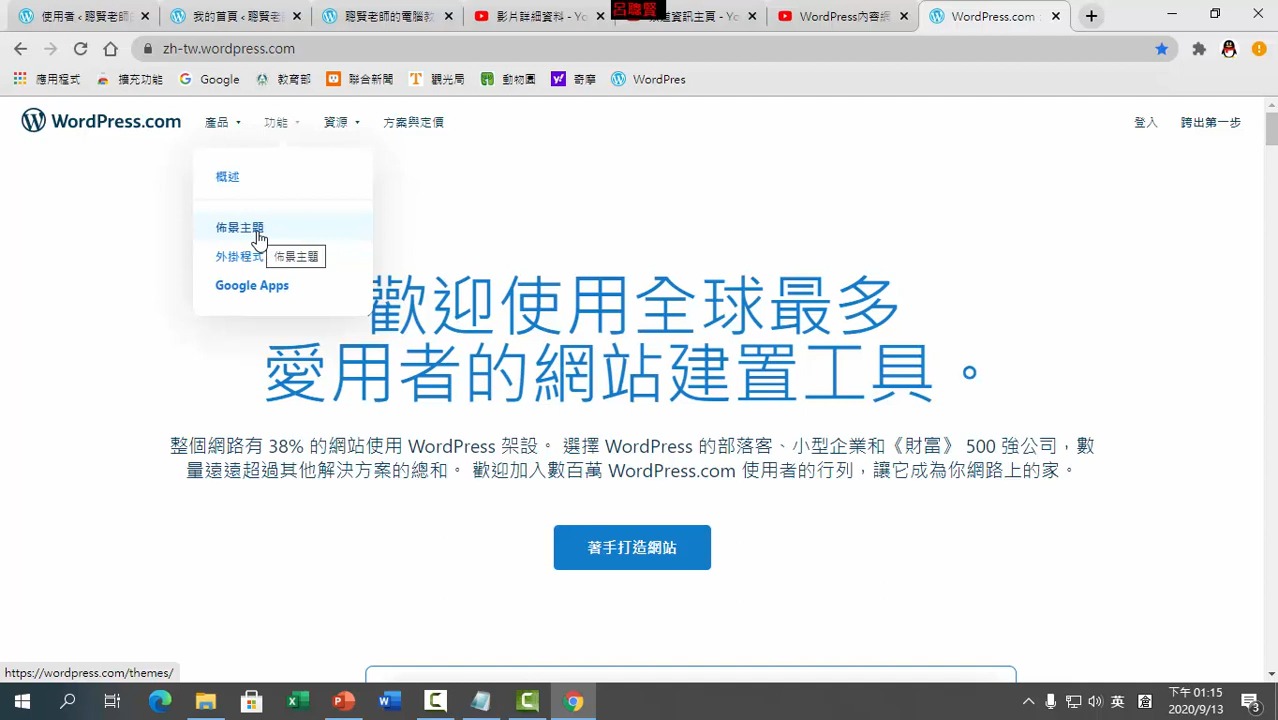 使用者 ‹ 聰賢老
我的首頁 ‹ 聰賢老
聰賢老師的電腦教
影片詳細資料 - Yo
呂聰賢
頻道資訊主頁 - Yo
WordPress內容網
WordPress.com
zh-tw.wordpress.com
應用程式
擴充功能
Google
教育部
聯合新聞
觀光局
動物園
奇摩
WordPres
WordPress.com
產品
功能
資源
方案與定價
登入
跨出第一步
概述
佈景主題
外掛程式
佈景主題
Google Apps
歡迎使用全球最多
愛用者的網站建置工具。
整個網路有 38% 的網站使用 WordPress 架設。 選擇 WordPress 的部落客、小型企業和《財富》 500 強公司，數
量遠遠超過其他解決方案的總和。 歡迎加入數百萬 WordPress.com 使用者的行列，讓它成為你網路上的家。
著手打造網站
https://wordpress.com/themes/
英
下午 01:15
2020/9/13
3